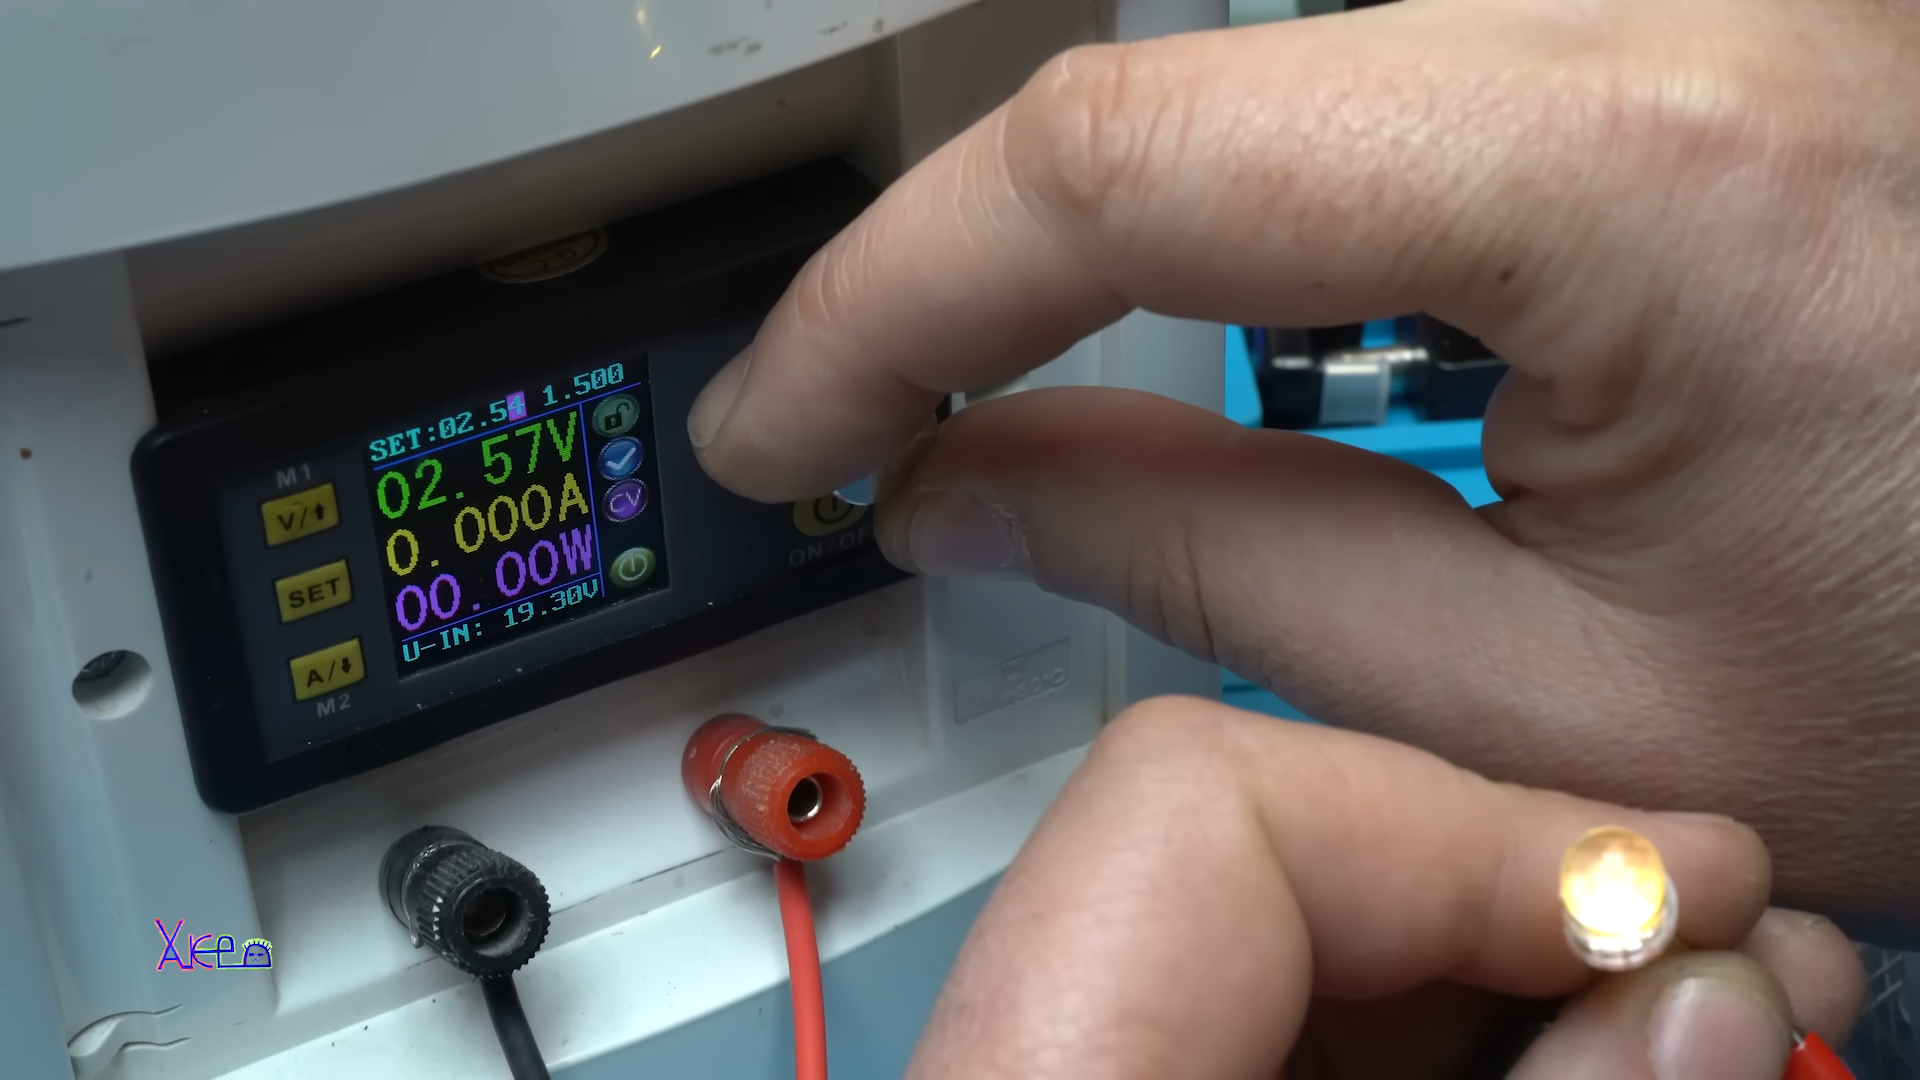 SET:02.54 1.500
02.57V
0.000A
CV
00.00W
U-IN: 19.30V
M1
V/⬆
SET
A/⬇
M2
ON/OF
Xке